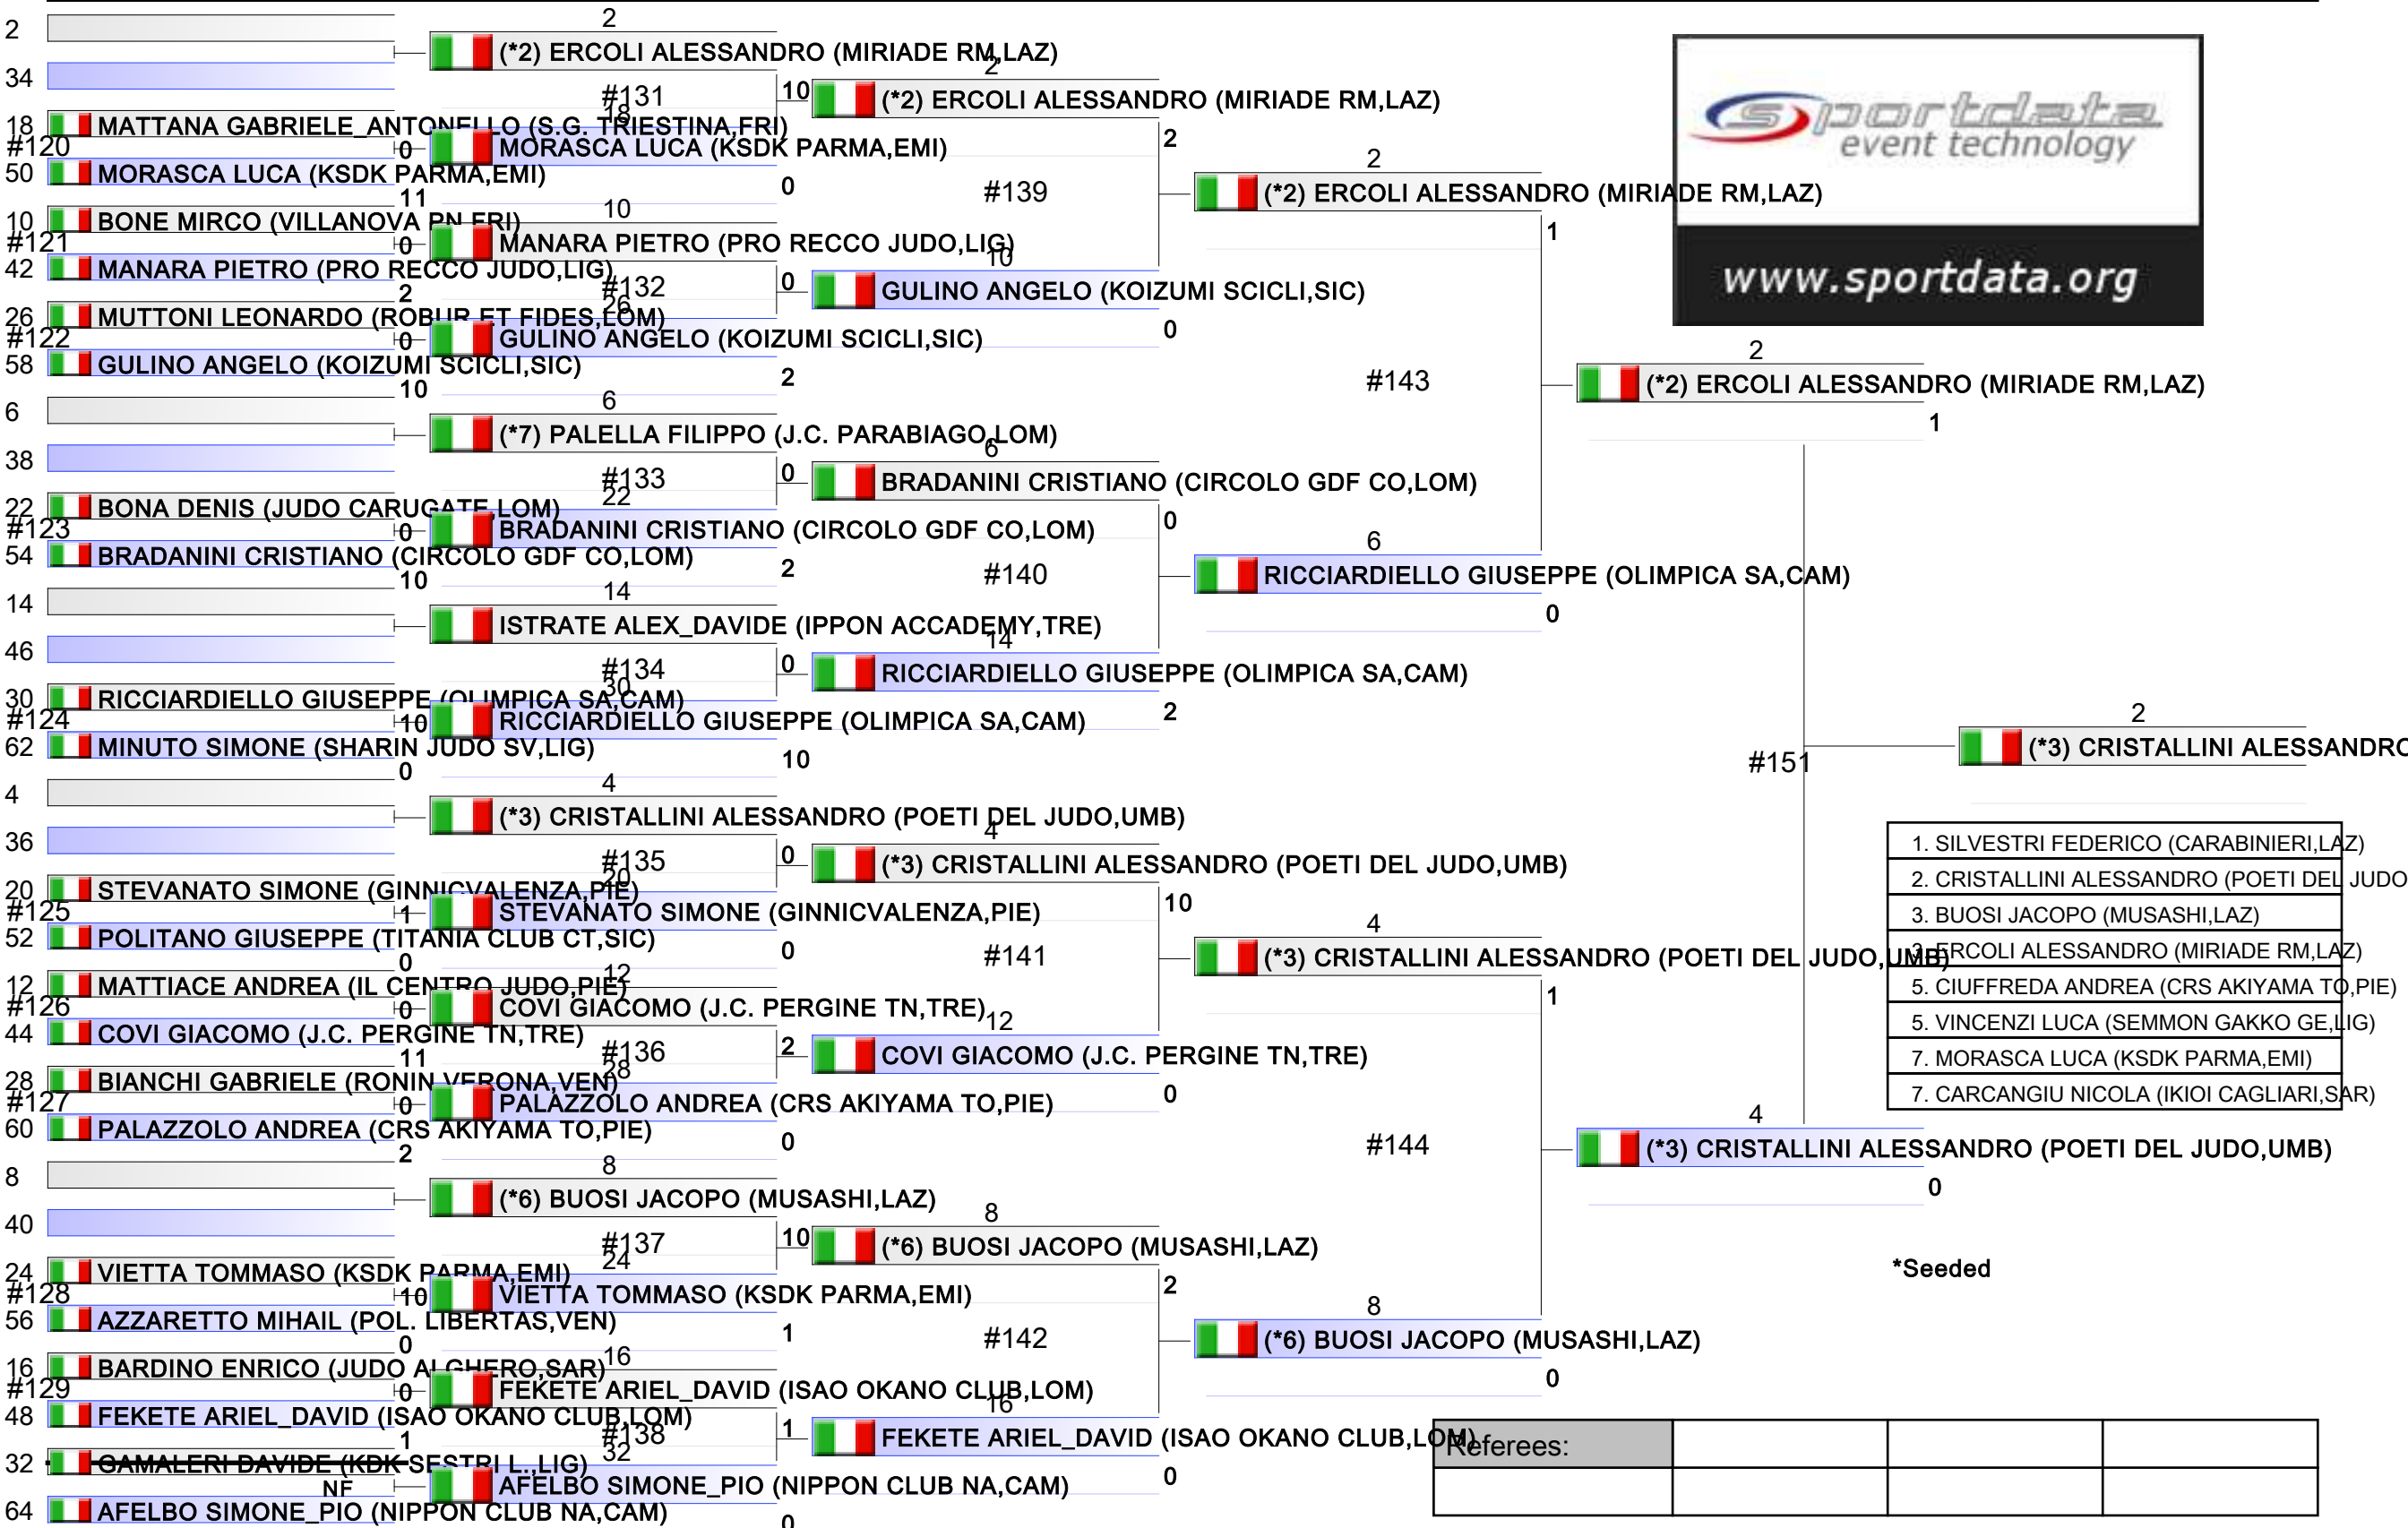 2
34
18 MATTANA GABRIELE_ANTONELLO (S.G. TRIESTINA,FRI)
#120 0
50 MORASCA LUCA (KSDK PARMA,EMI)
11
10 BONE MIRCO (VILLANOVA PN,FRI)
#121 0
42 MANARA PIETRO (PRO RECCO JUDO,LIG)
2
26 MUTTONI LEONARDO (ROBUR ET FIDES,LOM)
#122 0
58 GULINO ANGELO (KOIZUMI SCICLI,SIC)
10
6
38
22 BONA DENIS (JUDO CARUGATE,LOM)
#123 0
54 BRADANINI CRISTIANO (CIRCOLO GDF CO,LOM)
10
14
46
30 RICCIARDIELLO GIUSEPPE (OLIMPICA SA,CAM)
#124 10
62 MINUTO SIMONE (SHARIN JUDO SV,LIG)
0
4
36
20 STEVANATO SIMONE (GINNICVALENZA,PIE)
#125 1
52 POLITANO GIUSEPPE (TITANIA CLUB CT,SIC)
0
12 MATTIACE ANDREA (IL CENTRO JUDO,PIE)
#126 0
44 COVI GIACOMO (J.C. PERGINE TN,TRE)
11
28 BIANCHI GABRIELE (RONIN VERONA,VEN)
#127 0
60 PALAZZOLO ANDREA (CRS AKIYAMA TO,PIE)
2
8
40
24 VIETTA TOMMASO (KSDK PARMA,EMI)
#128 10
56 AZZARETTO MIHAIL (POL. LIBERTAS,VEN)
0
16 BARDINO ENRICO (JUDO ALGHERO,SAR)
#129 0
48 FEKETE ARIEL_DAVID (ISAO OKANO CLUB,LOM)
1
32 GAMALERI DAVIDE (KDK SESTRI L.,LIG)
NF
64 AFELBO SIMONE_PIO (NIPPON CLUB NA,CAM)
2
(*2) ERCOLI ALESSANDRO (MIRIADE RM,LAZ)
#131 10
18
MORASCA LUCA (KSDK PARMA,EMI)
0
10
MANARA PIETRO (PRO RECCO JUDO,LIG)
#132 0
26
GULINO ANGELO (KOIZUMI SCICLI,SIC)
2
6
(*7) PALELLA FILIPPO (J.C. PARABIAGO,LOM)
#133 0
22
BRADANINI CRISTIANO (CIRCOLO GDF CO,LOM)
2
14
ISTRATE ALEX_DAVIDE (IPPON ACCADEMY,TRE)
#134 0
30
RICCIARDIELLO GIUSEPPE (OLIMPICA SA,CAM)
10
4
(*3) CRISTALLINI ALESSANDRO (POETI DEL JUDO,UMB)
#135 0
20
STEVANATO SIMONE (GINNICVALENZA,PIE)
0
12
COVI GIACOMO (J.C. PERGINE TN,TRE)
#136 2
28
PALAZZOLO ANDREA (CRS AKIYAMA TO,PIE)
0
8
(*6) BUOSI JACOPO (MUSASHI,LAZ)
#137 10
24
VIETTA TOMMASO (KSDK PARMA,EMI)
1
16
FEKETE ARIEL_DAVID (ISAO OKANO CLUB,LOM)
#138 1
32
AFELBO SIMONE_PIO (NIPPON CLUB NA,CAM)
0
2
(*2) ERCOLI ALESSANDRO (MIRIADE RM,LAZ)
2
#139
10
GULINO ANGELO (KOIZUMI SCICLI,SIC)
0
6
BRADANINI CRISTIANO (CIRCOLO GDF CO,LOM)
0
#140
14
RICCIARDIELLO GIUSEPPE (OLIMPICA SA,CAM)
2
4
(*3) CRISTALLINI ALESSANDRO (POETI DEL JUDO,UMB)
10
#141
12
COVI GIACOMO (J.C. PERGINE TN,TRE)
0
8
(*6) BUOSI JACOPO (MUSASHI,LAZ)
2
#142
16
FEKETE ARIEL_DAVID (ISAO OKANO CLUB,LOM)
0
2
(*2) ERCOLI ALESSANDRO (MIRIADE RM,LAZ)
1
#143
6
RICCIARDIELLO GIUSEPPE (OLIMPICA SA,CAM)
0
4
(*3) CRISTALLINI ALESSANDRO (POETI DEL JUDO,UMB)
1
#144
8
(*6) BUOSI JACOPO (MUSASHI,LAZ)
0
sportdata
event technology
www.sportdata.org
2
(*2) ERCOLI ALESSANDRO (MIRIADE RM,LAZ)
1
#151
4
(*3) CRISTALLINI ALESSANDRO (POETI DEL JUDO,UMB)
0
2
(*3) CRISTALLINI ALESSANDRO
1. SILVESTRI FEDERICO (CARABINIERI,LAZ)
2. CRISTALLINI ALESSANDRO (POETI DEL JUDO
3. BUOSI JACOPO (MUSASHI,LAZ)
3. ERCOLI ALESSANDRO (MIRIADE RM,LAZ)
5. CIUFFREDA ANDREA (CRS AKIYAMA TO,PIE)
5. VINCENZI LUCA (SEMMON GAKKO GE,LIG)
7. MORASCA LUCA (KSDK PARMA,EMI)
7. CARCANGIU NICOLA (IKIOI CAGLIARI,SAR)
*Seeded
Referees: